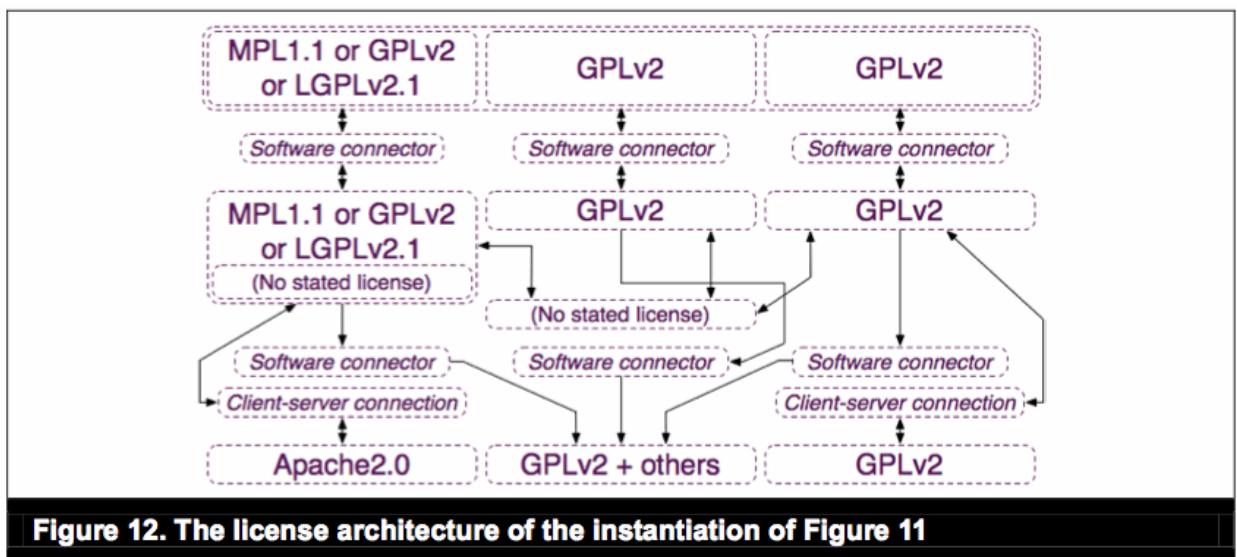 MPL1.1 or GPLv2
or LGPLv2.1
GPLv2
GPLv2
Software connector
Software connector
Software connector
MPL1.1 or GPLv2
or LGPLv2.1
(No stated license)
GPLv2
GPLv2
(No stated license)
Software connector
Software connector
Software connector
Client-server connection
Client-server connection
Apache2.0
GPLv2 + others
GPLv2
Figure 12. The license architecture of the instantiation of Figure 11